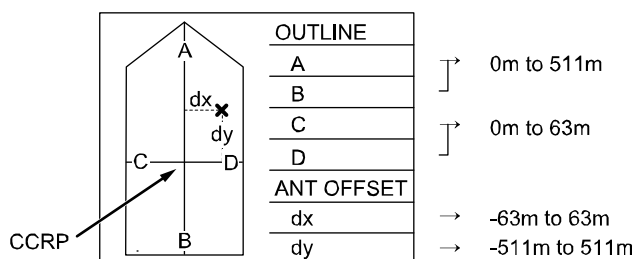 OUTLINE
A
A → 0m to 511m
dx
B
C → 0m to 63m
dy
C
D
D
ANT OFFSET
dx → -63m to 63m
CCRP
B
dy → -511m to 511m